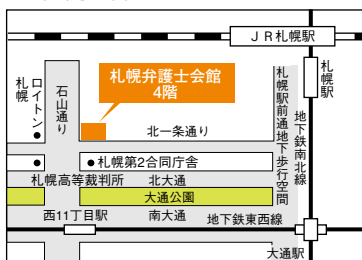 JR札幌駅
札幌弁護士会館
4階
石山通り
ロイトン
札幌
札幌駅
地下鉄南北線
札幌駅前通地下歩行空間
北一条通り
札幌第2合同庁舎
札幌高等裁判所
北大通
大通公園
西11丁目駅
南大通
地下鉄東西線
大通駅